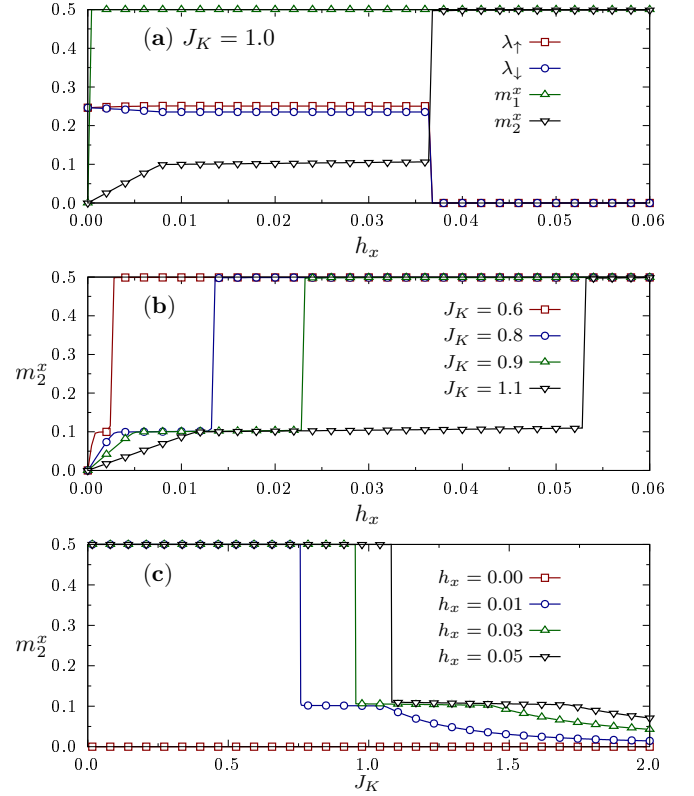 (a) J_K = 1.0
λ↑
λ↓
m_1^x
m_2^x
0.5
0.4
0.3
0.2
0.1
0.0
0.0 0.01 0.02 0.03 0.04 0.05 0.06
h_x
(b)
J_K = 0.6
J_K = 0.8
J_K = 0.9
J_K = 1.1
m_2^x
0.5
0.4
0.3
0.2
0.1
0.0
0.00 0.01 0.02 0.03 0.04 0.05 0.06
h_x
(c)
h_x = 0.00
h_x = 0.01
h_x = 0.03
h_x = 0.05
m_2^x
0.5
0.4
0.3
0.2
0.1
0.0
0.0 0.5 1.0 1.5 2.0
J_K